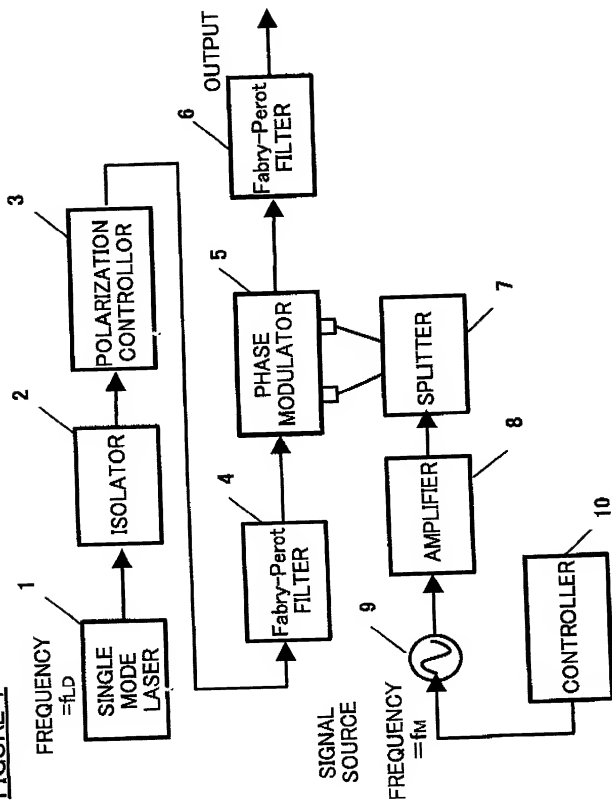 FIGURE 1
FREQUENCY
=fLD
1
SINGLE
MODE
LASER
2
ISOLATOR
3
POLARIZATION
CONTROLLOR
4
Fabry-Perot
FILTER
5
PHASE
MODULATOR
6
Fabry-Perot
FILTER
OUTPUT
SIGNAL
SOURCE
FREQUENCY
=fM
9
AMPLIFIER
8
SPLITTER
7
CONTROLLER
10